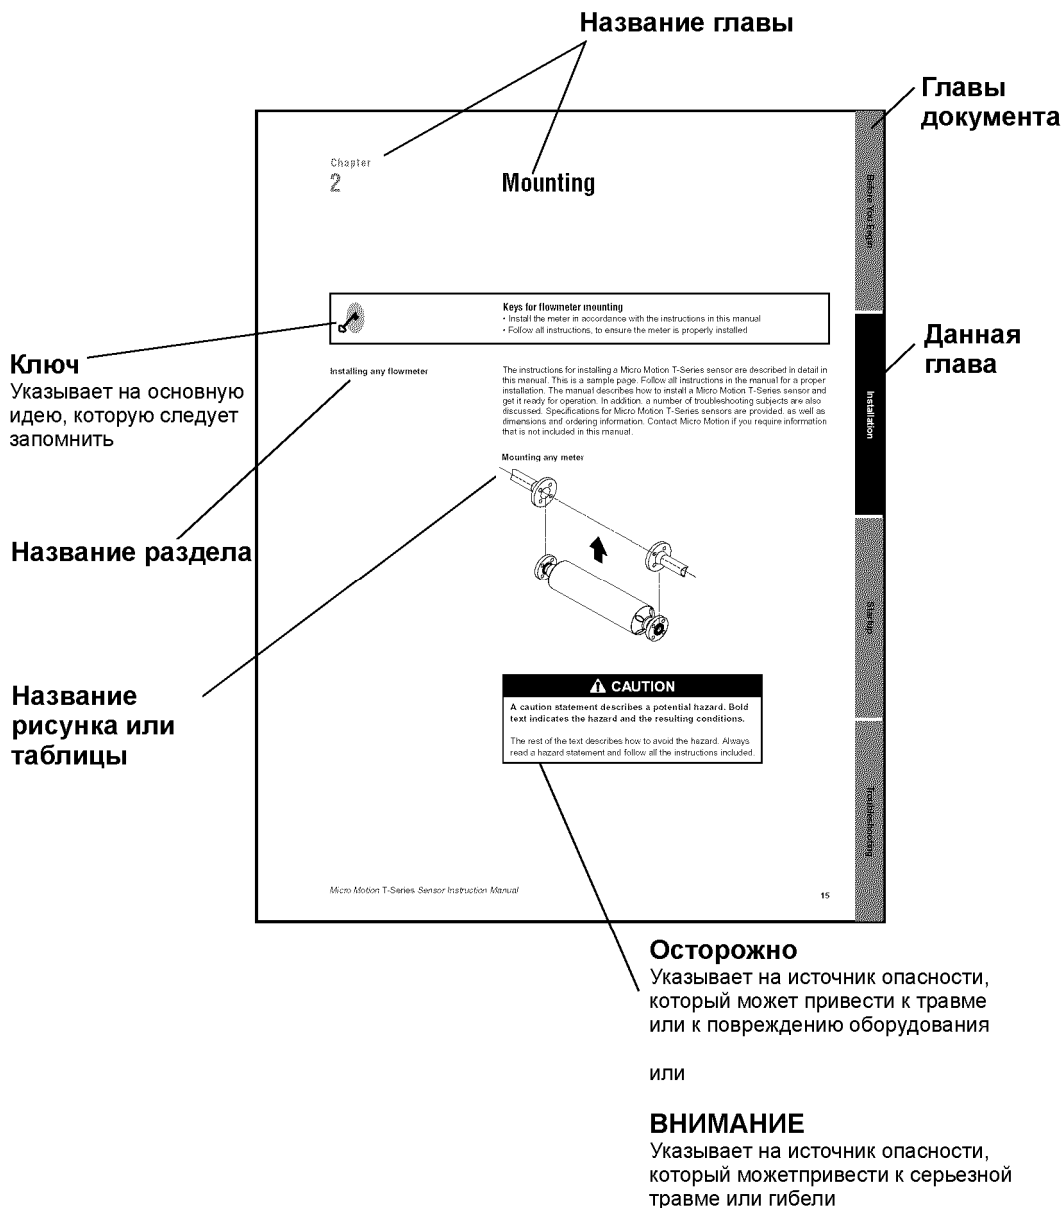 Название главы
Главы
документа
Chapter
2
Mounting
Before You Begin
Keys for flowmeter mounting
• Install the meter in accordance with the instructions in this manual
• Follow all instructions, to ensure the meter is properly installed
Данная
глава
Ключ
Указывает на основную
идею, которую следует
запомнить
Installing any flowmeter
The instructions for installing a Micro Motion T-Series sensor are described in detail in
this manual. This is a sample page. Follow all instructions in the manual for a proper
installation. The manual describes how to install a Micro Motion T-Series sensor and
get it ready for operation. In addition, a number of troubleshooting subjects are also
discussed. Specifications for Micro Motion T-Series sensors are provided, as well as
dimensions and ordering information. Contact Micro Motion if you require information
that is not included in this manual.
Installation
Mounting any meter
Название раздела
Startup
Название
рисунка или
таблицы
CAUTION
A caution statement describes a potential hazard. Bold
text indicates the hazard and the resulting conditions.
The rest of the text describes how to avoid the hazard. Always
read a hazard statement and follow all the instructions included.
Troubleshooting
Micro Motion T-Series Sensor Instruction Manual
15
Осторожно
Указывает на источник опасности,
который может привести к травме
или к повреждению оборудования
или
ВНИМАНИЕ
Указывает на источник опасности,
который можетпривести к серьезной
травме или гибели